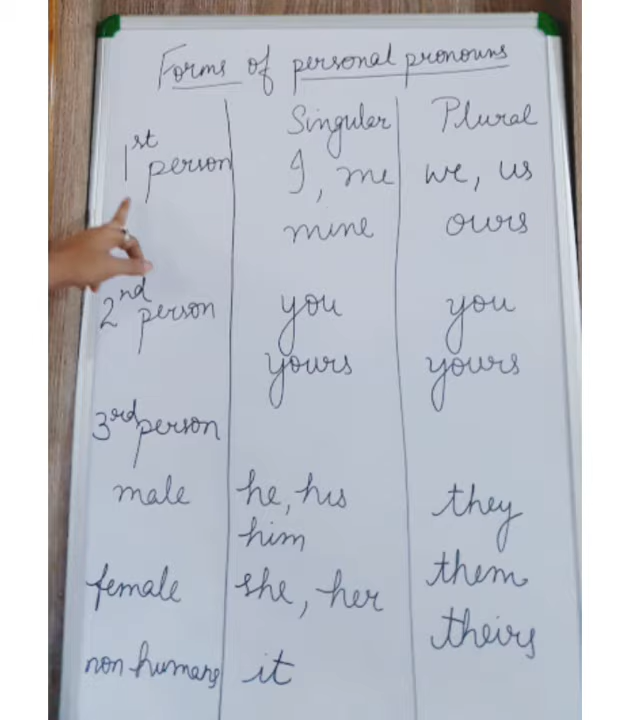 Forms of personal pronouns
Singular Plural
1st person I, me we, us
mine ours
2nd person you you
yours yours
3rd person
male he, his they
him
female she, her them
theirs
non humans it